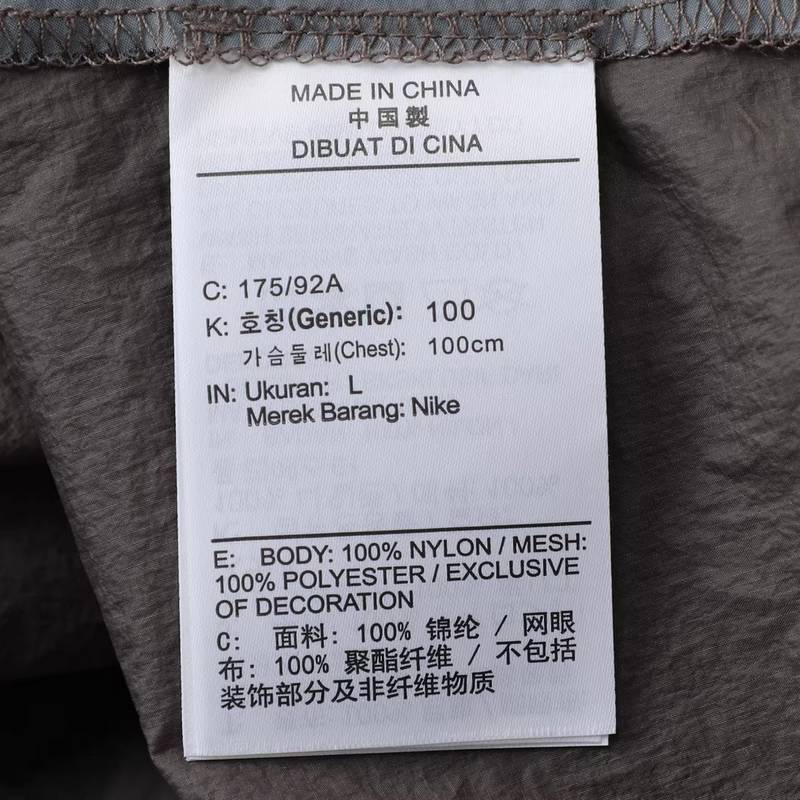 MADE IN CHINA
中国製
DIBUAT DI CINA
C: 175/92A
K: 호칭(Generic): 100
가슴둘레(Chest): 100cm
IN: Ukuran: L
Merek Barang: Nike
E: BODY: 100% NYLON / MESH:
100% POLYESTER / EXCLUSIVE
OF DECORATION
C: 面料: 100% 锦纶 / 网眼
布: 100% 聚酯纤维 / 不包括
装饰部分及非纤维物质